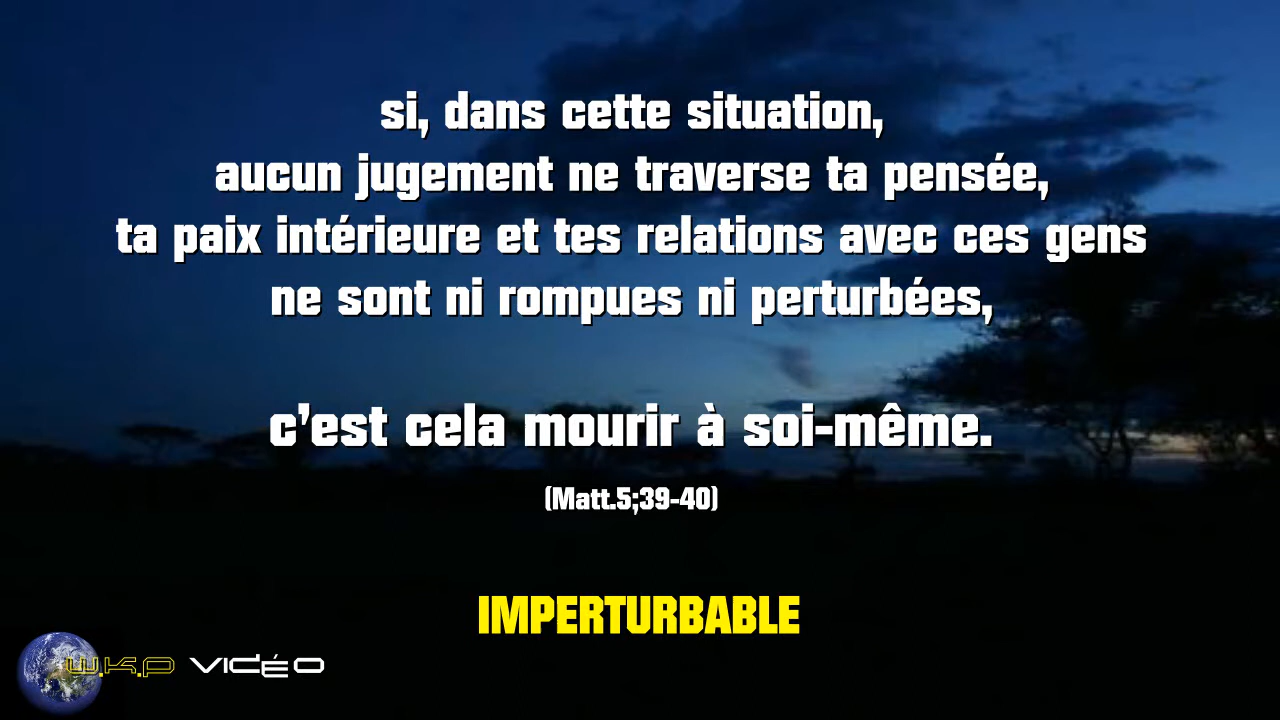 si, dans cette situation,
aucun jugement ne traverse ta pensée,
ta paix intérieure et tes relations avec ces gens
ne sont ni rompues ni perturbées,
c'est cela mourir à soi-même.
(Matt.5;39-40)
IMPERTURBABLE
W.K.P VIDÉO